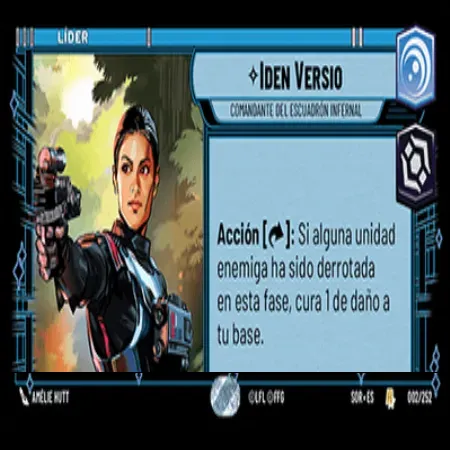 LÍDER
IDEN VERSIO
COMANDANTE DEL ESCUADRÓN INFERNAL
Acción [ ]: Si alguna unidad
enemiga ha sido derrotada
en esta fase, cura 1 de daño a
tu base.
AMÉLIE HUTT
©LFL ©FFG
SOR • ES
002/252